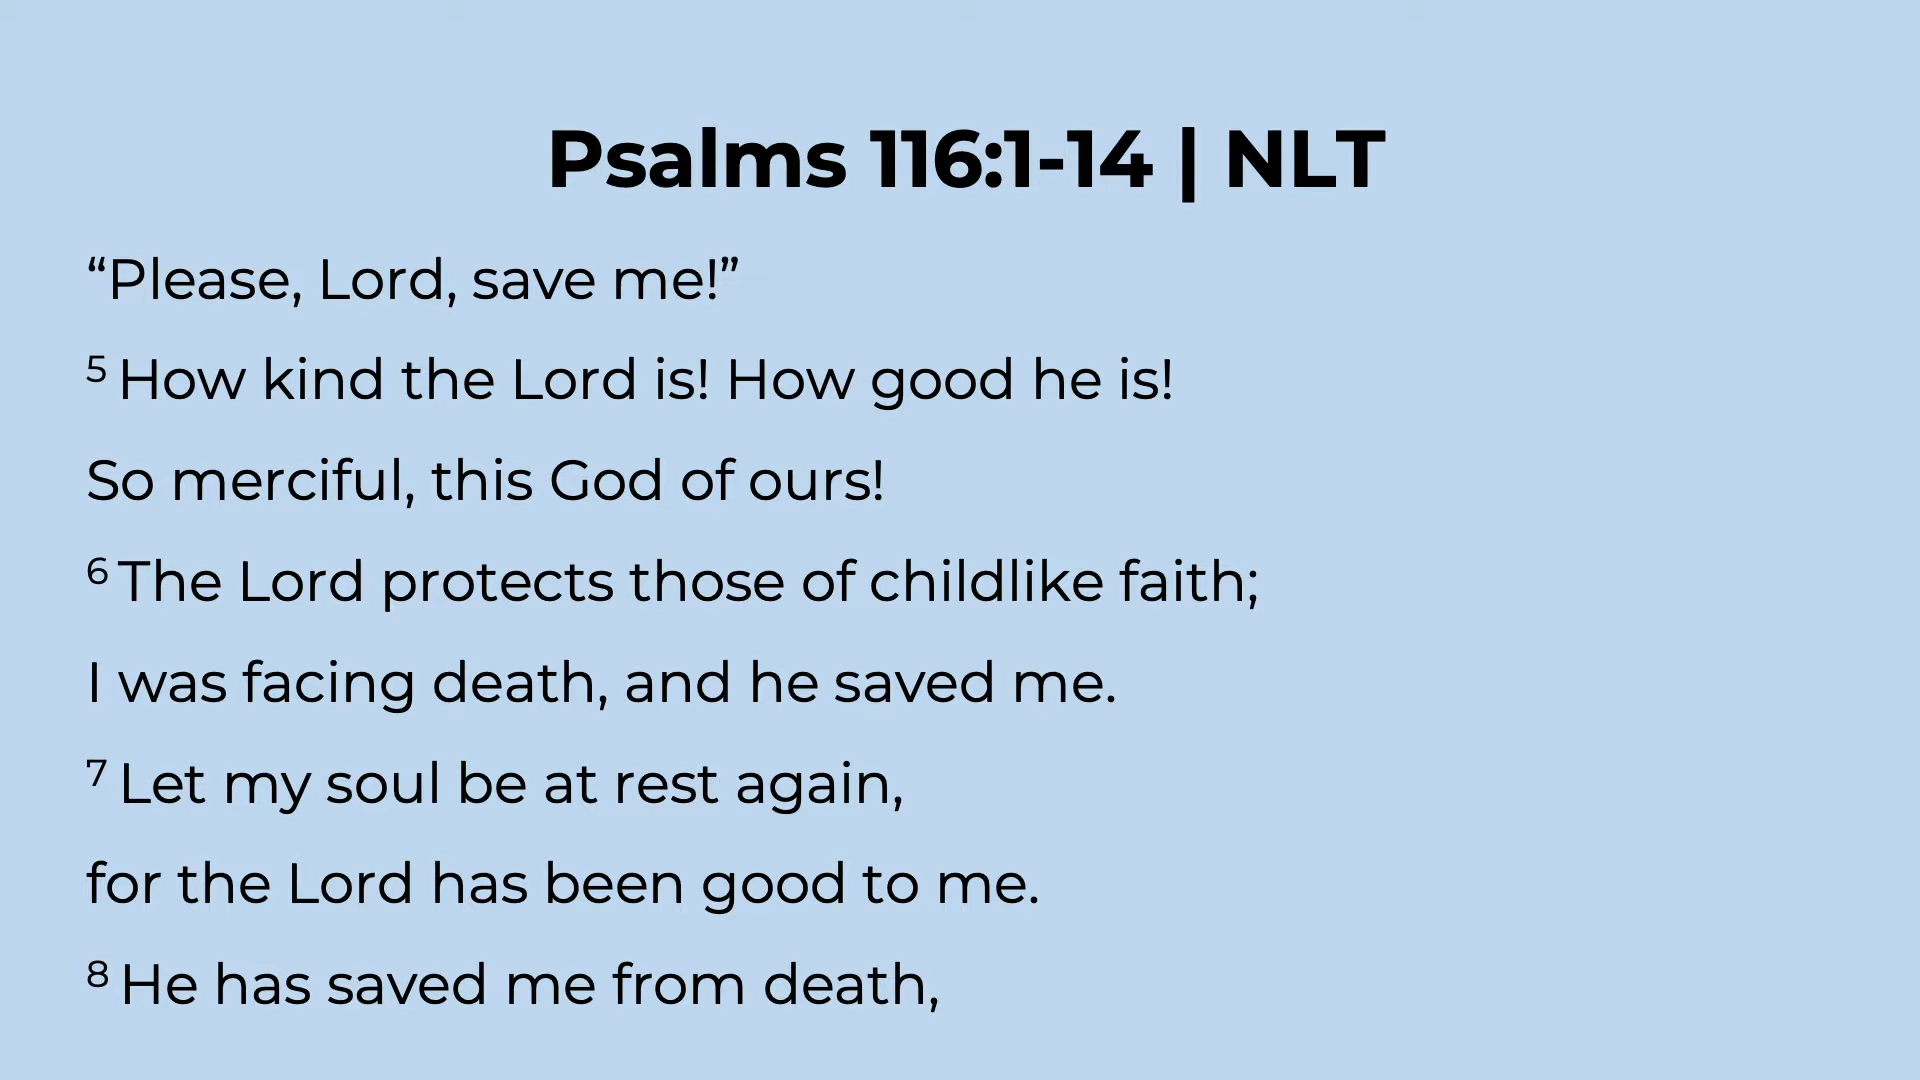 Psalms 116:1-14 | NLT
“Please, Lord, save me!”
5 How kind the Lord is! How good he is!
So merciful, this God of ours!
6 The Lord protects those of childlike faith;
I was facing death, and he saved me.
7 Let my soul be at rest again,
for the Lord has been good to me.
8 He has saved me from death,